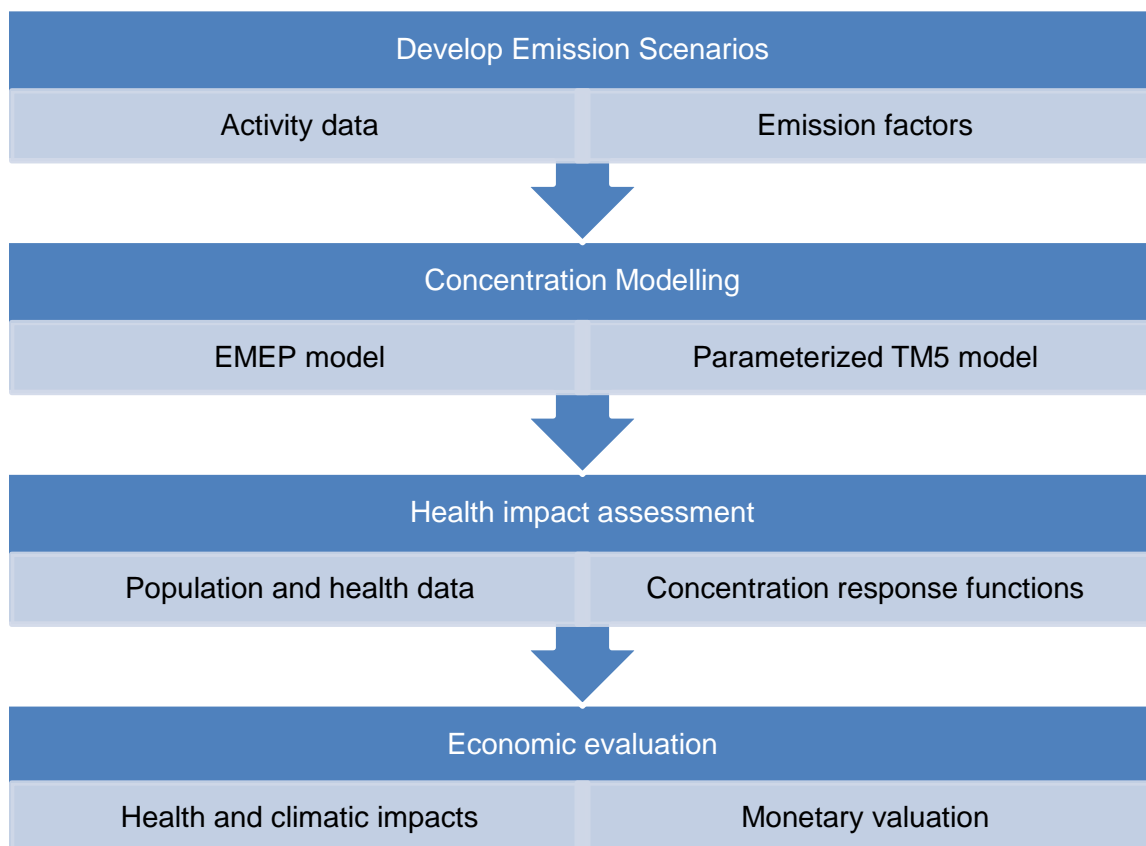 Develop Emission Scenarios
Activity data
Emission factors
Concentration Modelling
EMEP model
Parameterized TM5 model
Health impact assessment
Population and health data
Concentration response functions
Economic evaluation
Health and climatic impacts
Monetary valuation